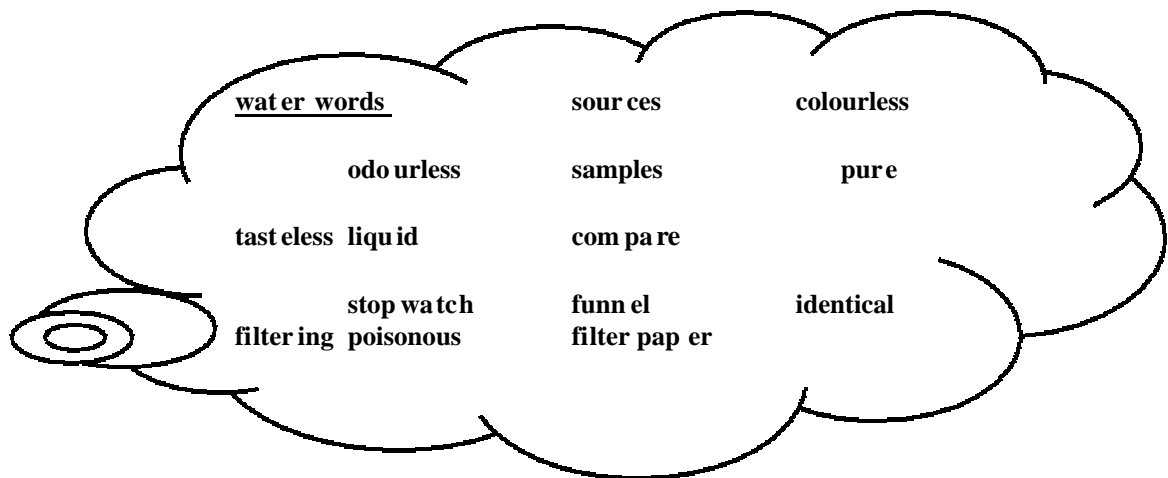 water words sources colourless
odourless samples pure
tasteless liquid compare
stopwatch funnel identical
filtering poisonous filter paper